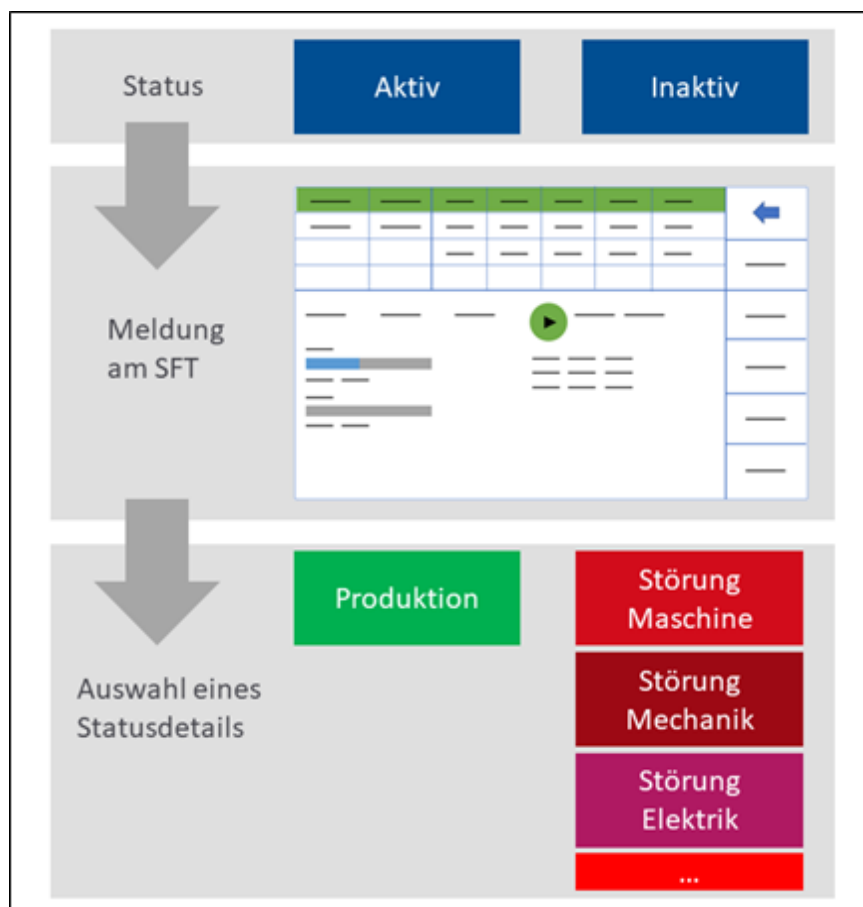 Status
Aktiv
Inaktiv
Meldung
am SFT
Produktion
Störung
Maschine
Störung
Mechanik
Störung
Elektrik
...
Auswahl eines
Statusdetails